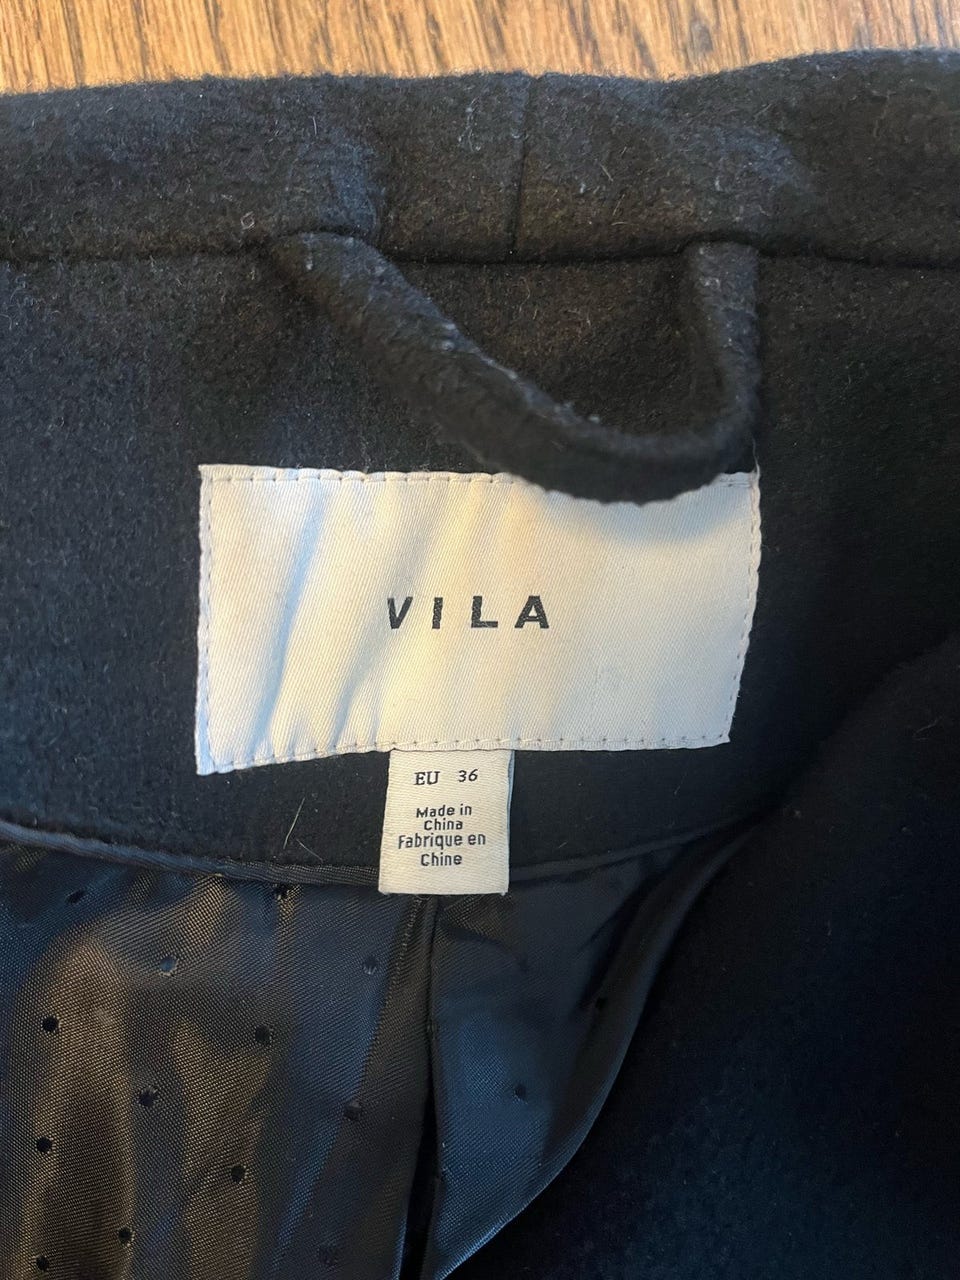 VILA
EU 36
Made in
China
Fabrique en
Chine